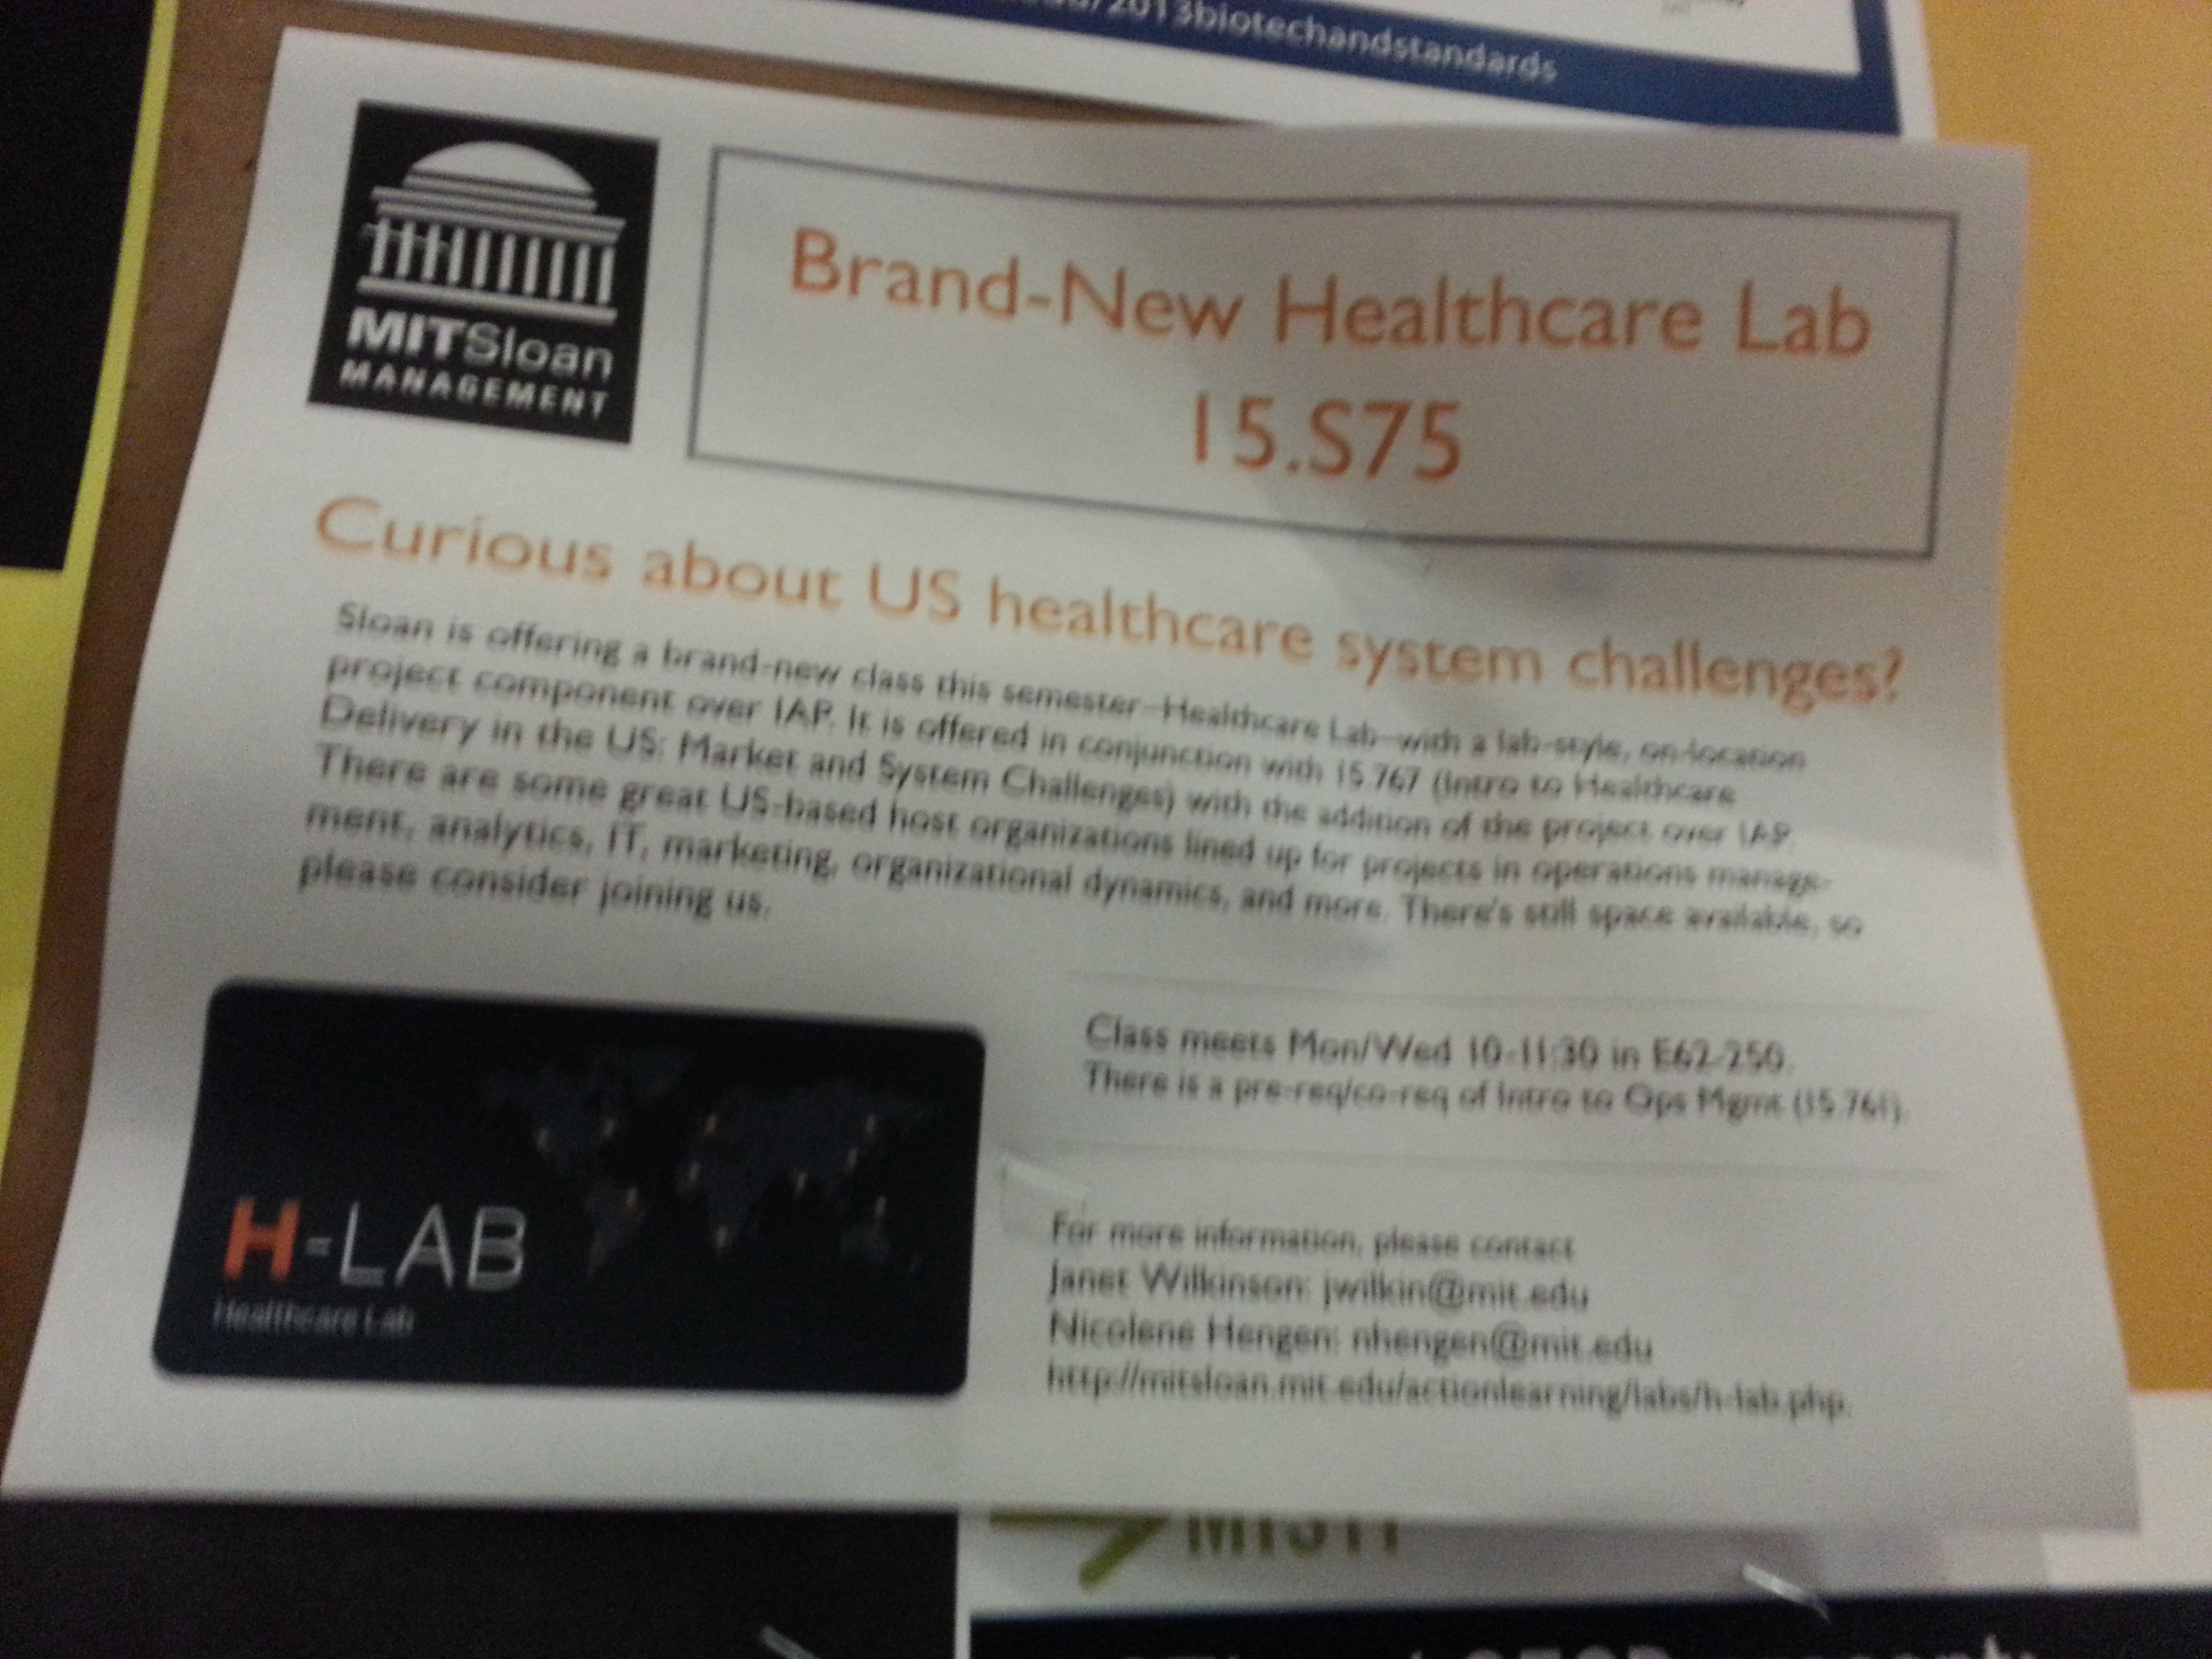 2013biotechandstandards
MITSloan
MANAGEMENT
Brand-New Healthcare Lab
15.S75
Curious about US healthcare system challenges?
Sloan is offering a brand-new class this semester—Healthcare Lab—with a lab-style, on-location
project component over IAP. It is offered in conjunction with 15.767 (Intro to Healthcare
Delivery in the US: Market and System Challenges) with the addition of the project over IAP.
There are some great US-based host organizations lined up for projects in operations manage-
ment, analytics, IT, marketing, organizational dynamics, and more. There's still space available, so
please consider joining us.
Class meets Mon/Wed 10-11:30 in E62-250.
There is a pre-req/co-req of Intro to Ops Mgmt (15.761).
H-LAB
Healthcare Lab
For more information, please contact
Janet Wilkinson: jwilkin@mit.edu
Nicolene Hengen: nhengen@mit.edu
http://mitsloan.mit.edu/actionlearning/labs/h-lab.php.
MISTI